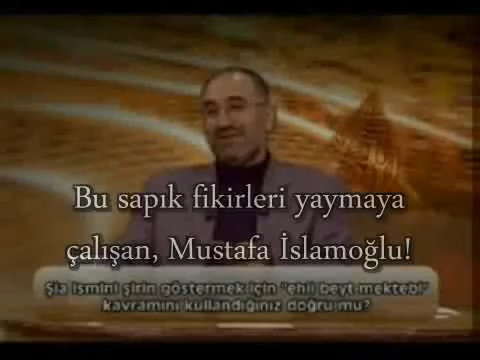 Bu sapık fikirleri yaymaya
çalışan, Mustafa İslamoğlu!
Şia ismini şirin göstermek için "ehli beyt mektebi"
kavramını kullandığınız doğru mu?